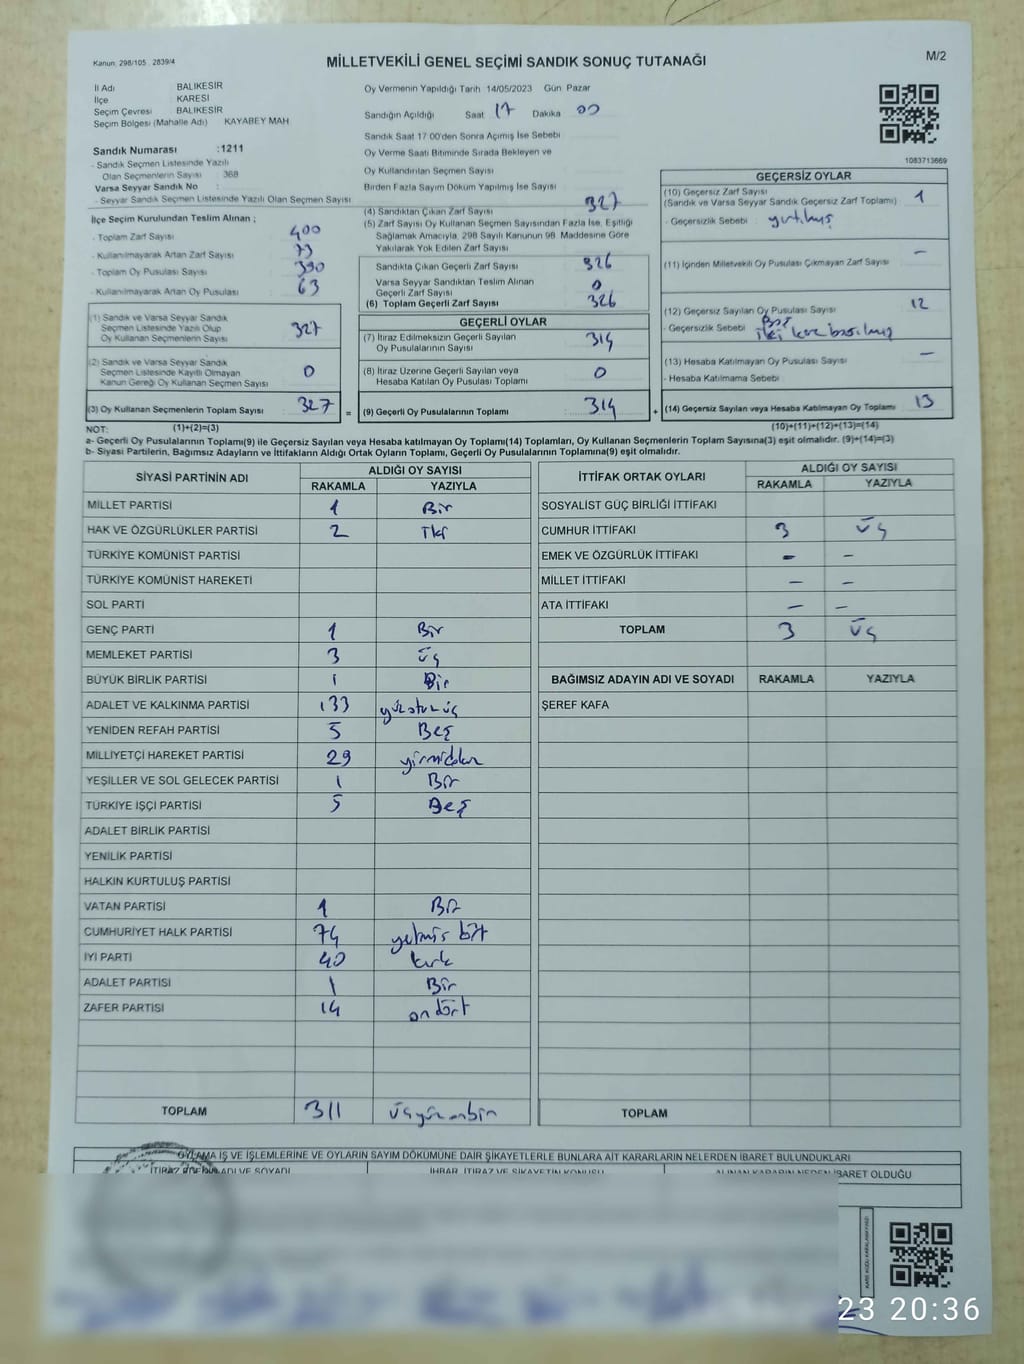 Kanun, 298/105 , 2839/4
MİLLETVEKİLİ GENEL SEÇİMİ SANDIK SONUÇ TUTANAĞI
M/2
İl Adı BALIKESİR
İlçe KARESİ
Seçim Çevresi BALIKESİR
Seçim Bölgesi (Mahalle Adı) KAYABEY MAH
Sandık Numarası :1211
- Sandık Seçmen Listesinde Yazılı
Olan Seçmenlerin Sayısı : 368
Varsa Seyyar Sandık No :
- Seyyar Sandık Seçmen Listesinde Yazılı Olan Seçmen Sayısı
İlçe Seçim Kurulundan Teslim Alınan ;
- Toplam Zarf Sayısı : 400
- Kullanılmayarak Artan Zarf Sayısı : 73
- Toplam Oy Pusulası Sayısı : 390
- Kullanılmayarak Artan Oy Pusulası : 63
(1) Sandık ve Varsa Seyyar Sandık
Seçmen Listesinde Yazılı Olup
Oy Kullanan Seçmenlerin Sayısı : 327
(2) Sandık ve Varsa Seyyar Sandık
Seçmen Listesinde Kayıtlı Olmayan
Kanun Gereği Oy Kullanan Seçmen Sayısı : 0
(3) Oy Kullanan Seçmenlerin Toplam Sayısı : 327 =
Oy Vermenin Yapıldığı Tarih 14/05/2023 Gün Pazar
Sandığın Açıldığı Saat 17 Dakika 00
Sandık Saat 17:00'den Sonra Açılmış İse Sebebi
Oy Verme Saati Bitiminde Sırada Bekleyen ve
Oy Kullandırılan Seçmen Sayısı
Birden Fazla Sayım Döküm Yapılmış İse Sayısı
(4) Sandıktan Çıkan Zarf Sayısı : 327
(5) Zarf Sayısı Oy Kullanan Seçmen Sayısından Fazla İse, Eşitliği
Sağlamak Amacıyla, 298 Sayılı Kanunun 98. Maddesine Göre
Yakılarak Yok Edilen Zarf Sayısı
Sandıkta Çıkan Geçerli Zarf Sayısı : 326
Varsa Seyyar Sandıktan Teslim Alınan
Geçerli Zarf Sayısı : 0
(6) Toplam Geçerli Zarf Sayısı : 326
GEÇERLİ OYLAR
(7) İtiraz Edilmeksizin Geçerli Sayılan
Oy Pusulalarının Sayısı : 314
(8) İtiraz Üzerine Geçerli Sayılan veya
Hesaba Katılan Oy Pusulası Toplamı : 0
(9) Geçerli Oy Pusulalarının Toplamı : 314 +
1083713669
GEÇERSİZ OYLAR
(10) Geçersiz Zarf Sayısı
(Sandık ve Varsa Seyyar Sandık Geçersiz Zarf Toplamı) : 1
- Geçersizlik Sebebi : yırtılmış
(11) İçinden Milletvekili Oy Pusulası Çıkmayan Zarf Sayısı : -
(12) Geçersiz Sayılan Oy Pusulası Sayısı : 12
- Geçersizlik Sebebi iki kere basılmış
(13) Hesaba Katılmayan Oy Pusulası Sayısı : -
- Hesaba Katılmama Sebebi
(14) Geçersiz Sayılan veya Hesaba Katılmayan Oy Toplamı : 13
NOT: (1)+(2)=(3) (10)+(11)+(12)+(13)=(14)
a- Geçerli Oy Pusulalarının Toplamı(9) ile Geçersiz Sayılan veya Hesaba katılmayan Oy Toplamı(14) Toplamları, Oy Kullanan Seçmenlerin Toplam Sayısına(3) eşit olmalıdır. (9)+(14)=(3)
b- Siyasi Partilerin, Bağımsız Adayların ve İttifakların Aldığı Ortak Oyların Toplamı, Geçerli Oy Pusulalarının Toplamına(9) eşit olmalıdır.
SİYASİ PARTİNİN ADI ALDIĞI OY SAYISI
RAKAMLA YAZIYLA
MİLLET PARTİSİ 1 Bir
HAK VE ÖZGÜRLÜKLER PARTİSİ 2 İki
TÜRKİYE KOMÜNİST PARTİSİ
TÜRKİYE KOMÜNİST HAREKETİ
SOL PARTİ
GENÇ PARTİ 1 Bir
MEMLEKET PARTİSİ 3 üç
BÜYÜK BİRLİK PARTİSİ 1 Bir
ADALET VE KALKINMA PARTİSİ 133 yüzotuzüç
YENİDEN REFAH PARTİSİ 5 Beş
MİLLİYETÇİ HAREKET PARTİSİ 29 yirmidokuz
YEŞİLLER VE SOL GELECEK PARTİSİ 1 Bir
TÜRKİYE İŞÇİ PARTİSİ 5 Beş
ADALET BİRLİK PARTİSİ
YENİLİK PARTİSİ
HALKIN KURTULUŞ PARTİSİ
VATAN PARTİSİ 1 Bir
CUMHURİYET HALK PARTİSİ 74 yetmiş
İYİ PARTİ 40 kırk
ADALET PARTİSİ 1 Bir
ZAFER PARTİSİ 14 on dört
TOPLAM 311 üçyüzonbir
İTTİFAK ORTAK OYLARI ALDIĞI OY SAYISI
RAKAMLA YAZIYLA
SOSYALİST GÜÇ BİRLİĞİ İTTİFAKI
CUMHUR İTTİFAKI 3 üç
EMEK VE ÖZGÜRLÜK İTTİFAKI - -
MİLLET İTTİFAKI - -
ATA İTTİFAKI - -
TOPLAM 3 üç
BAĞIMSIZ ADAYIN ADI VE SOYADI RAKAMLA YAZIYLA
ŞEREF KAFA
TOPLAM
OYLAMA İŞ VE İŞLEMLERİNE VE OYLARIN SAYIM DÖKÜMÜNE DAİR ŞİKAYETLERLE BUNLARA AİT KARARLARIN NELERDEN İBARET BULUNDUKLARI
İTİRAZ EDENİN ADI VE SOYADI İHBAR, İTİRAZ VE ŞİKAYETİN KONUSU ALINAN KARARIN NEDEN İBARET OLDUĞU
23 20:36